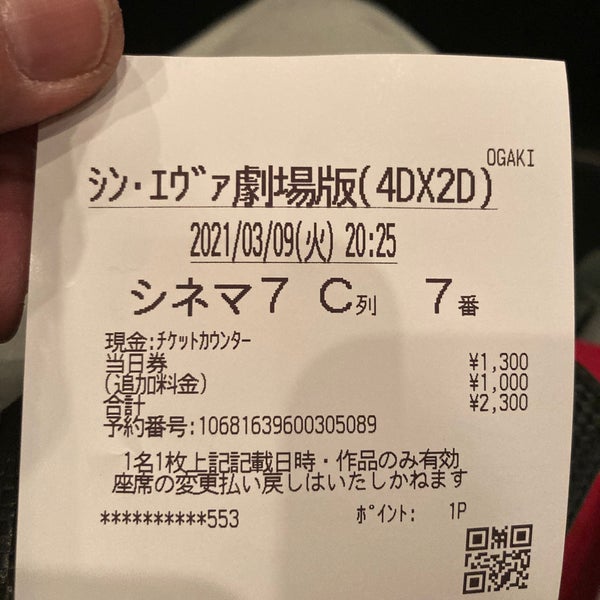 OGAKI
シン・エヴァ劇場版(4DX2D)
2021/03/09(火) 20:25
シネマ7 C列 7番
現金:チケットカウンター
当日券 ¥1,300
(追加料金) ¥1,000
合計 ¥2,300
予約番号:10681639600305089
1名1枚上記記載日時・作品のみ有効
座席の変更払い戻しはいたしかねます
**********553 ポイント: 1P